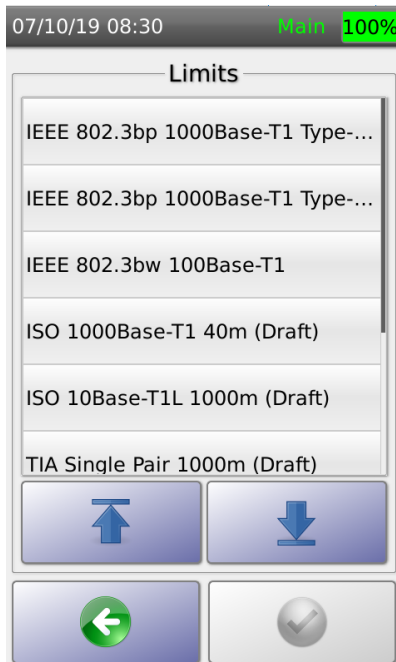 07/10/19 08:30 Main 100%
Limits
IEEE 802.3bp 1000Base-T1 Type-...
IEEE 802.3bp 1000Base-T1 Type-...
IEEE 802.3bw 100Base-T1
ISO 1000Base-T1 40m (Draft)
ISO 10Base-T1L 1000m (Draft)
TIA Single Pair 1000m (Draft)